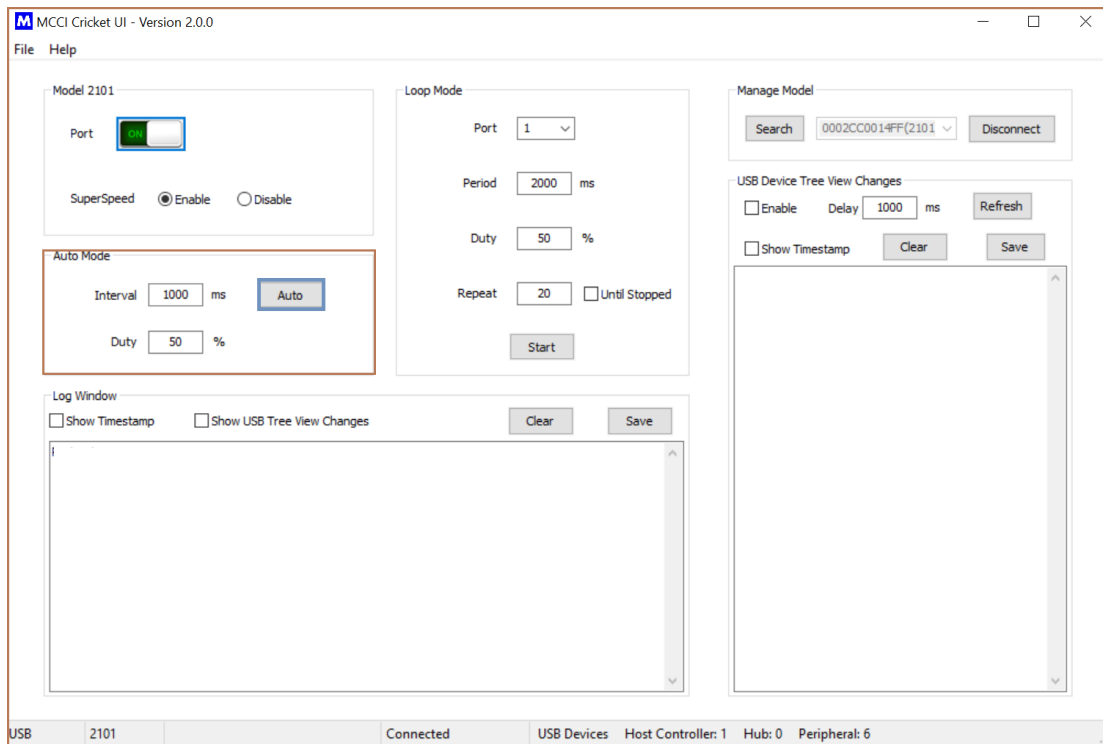 M MCCI Cricket UI - Version 2.0.0
File Help
Model 2101
Port ON
SuperSpeed Enable Disable
Auto Mode
Interval 1000 ms Auto
Duty 50 %
Loop Mode
Port 1
Period 2000 ms
Duty 50 %
Repeat 20 Until Stopped
Start
Manage Model
Search 0002CC0014FF(2101 Disconnect
USB Device Tree View Changes
Enable Delay 1000 ms Refresh
Show Timestamp Clear Save
Log Window
Show Timestamp Show USB Tree View Changes Clear Save
USB 2101 Connected USB Devices Host Controller: 1 Hub: 0 Peripheral: 6